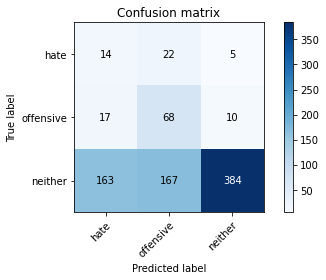 Confusion matrix
hate 14 22 5
offensive 17 68 10
neither 163 167 384
hate offensive neither
True label
Predicted label
350
300
250
200
150
100
50